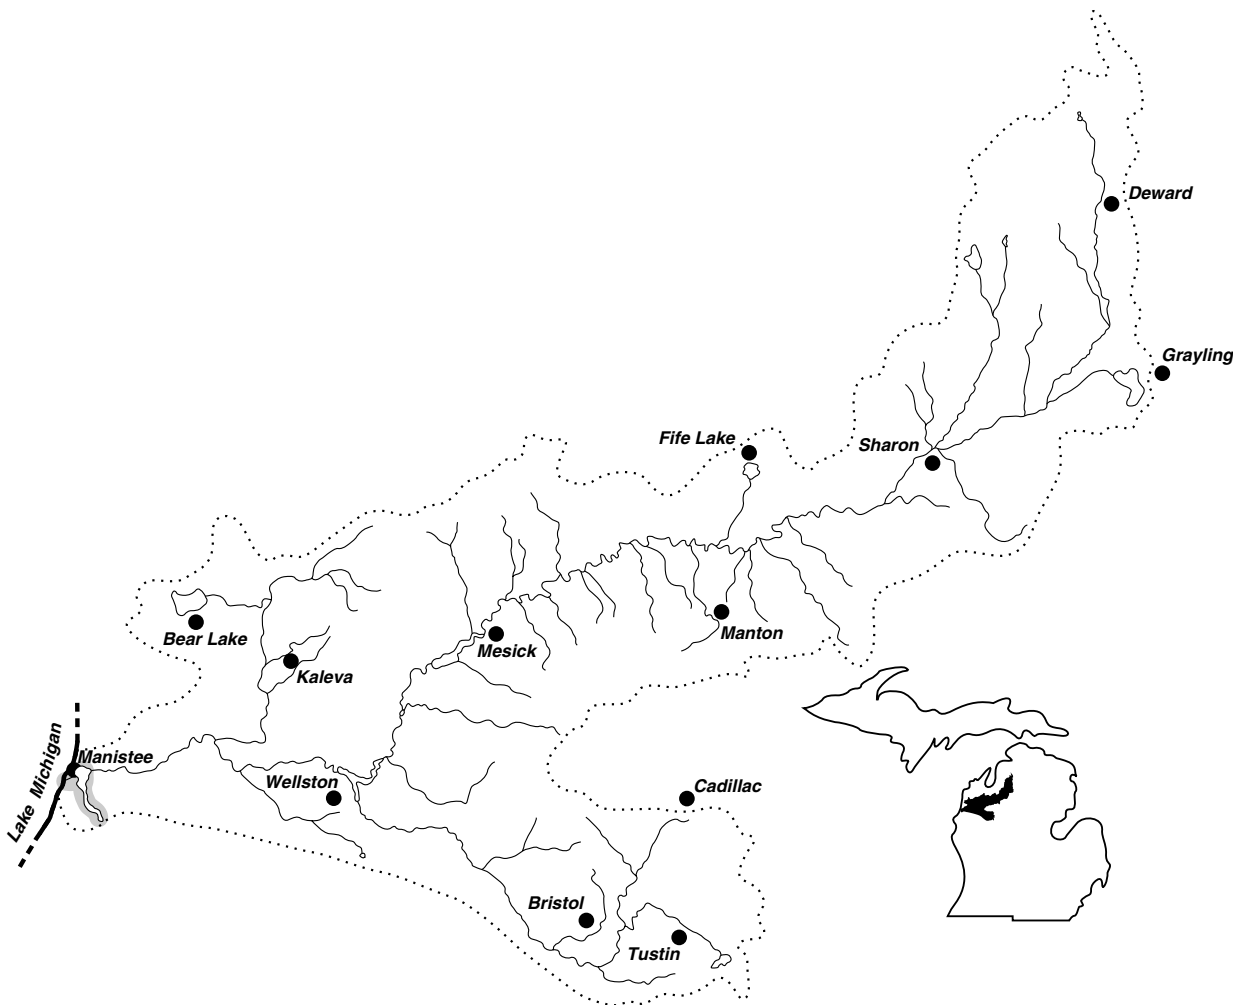 Deward
Grayling
Fife Lake
Sharon
Bear Lake
Kaleva
Mesick
Manton
Lake Michigan
Manistee
Wellston
Cadillac
Bristol
Tustin